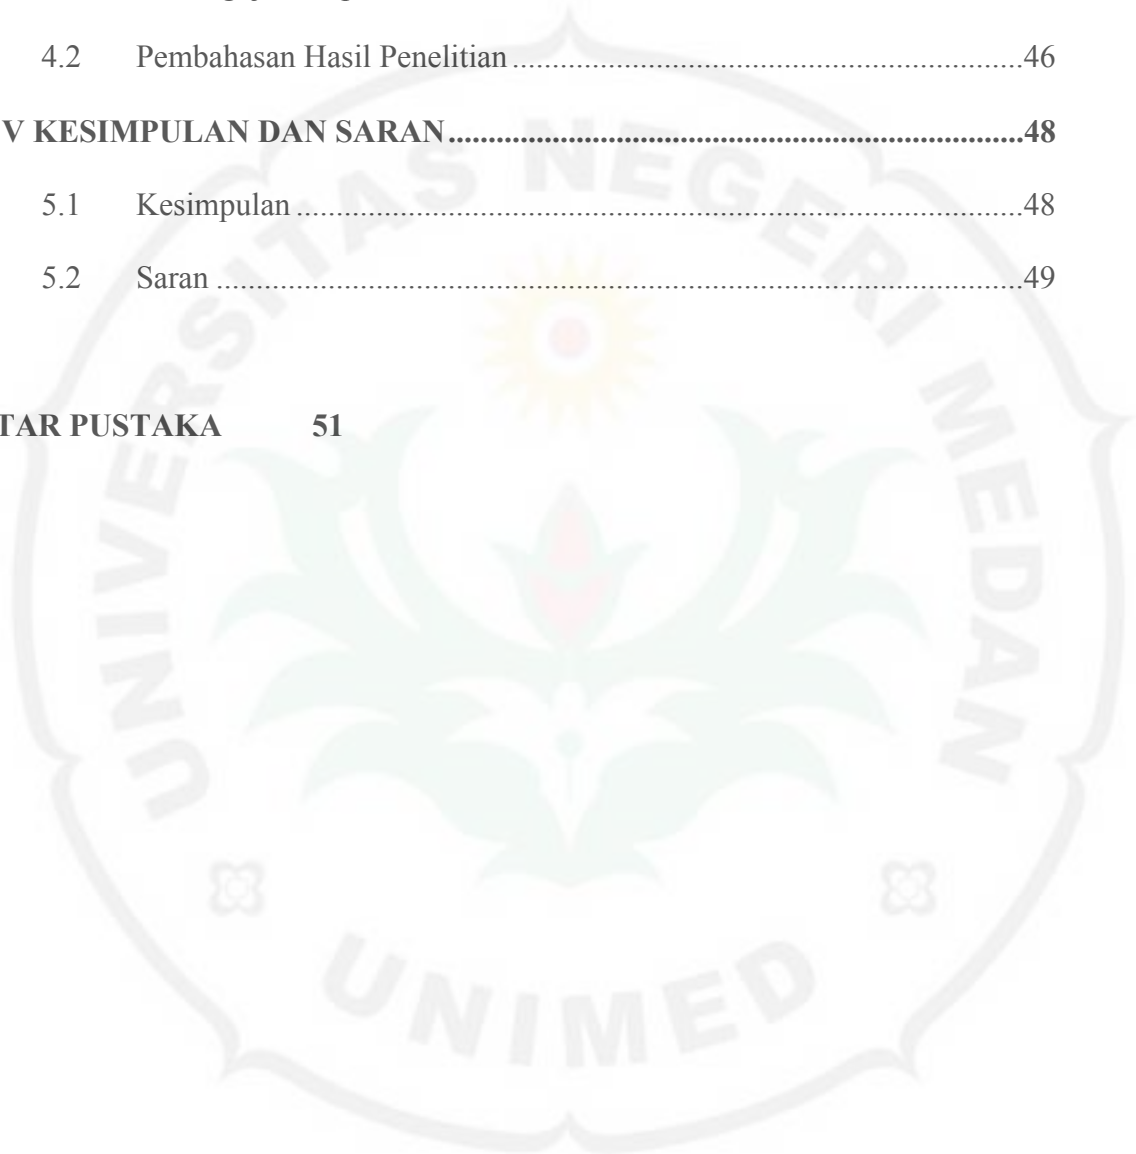 4.2 Pembahasan Hasil Penelitian ................................................................46
V KESIMPULAN DAN SARAN........................................................................48
5.1 Kesimpulan ...........................................................................................48
5.2 Saran .....................................................................................................49
TAR PUSTAKA 51
UNIVERSITAS NEGERI MEDAN
UNIMED